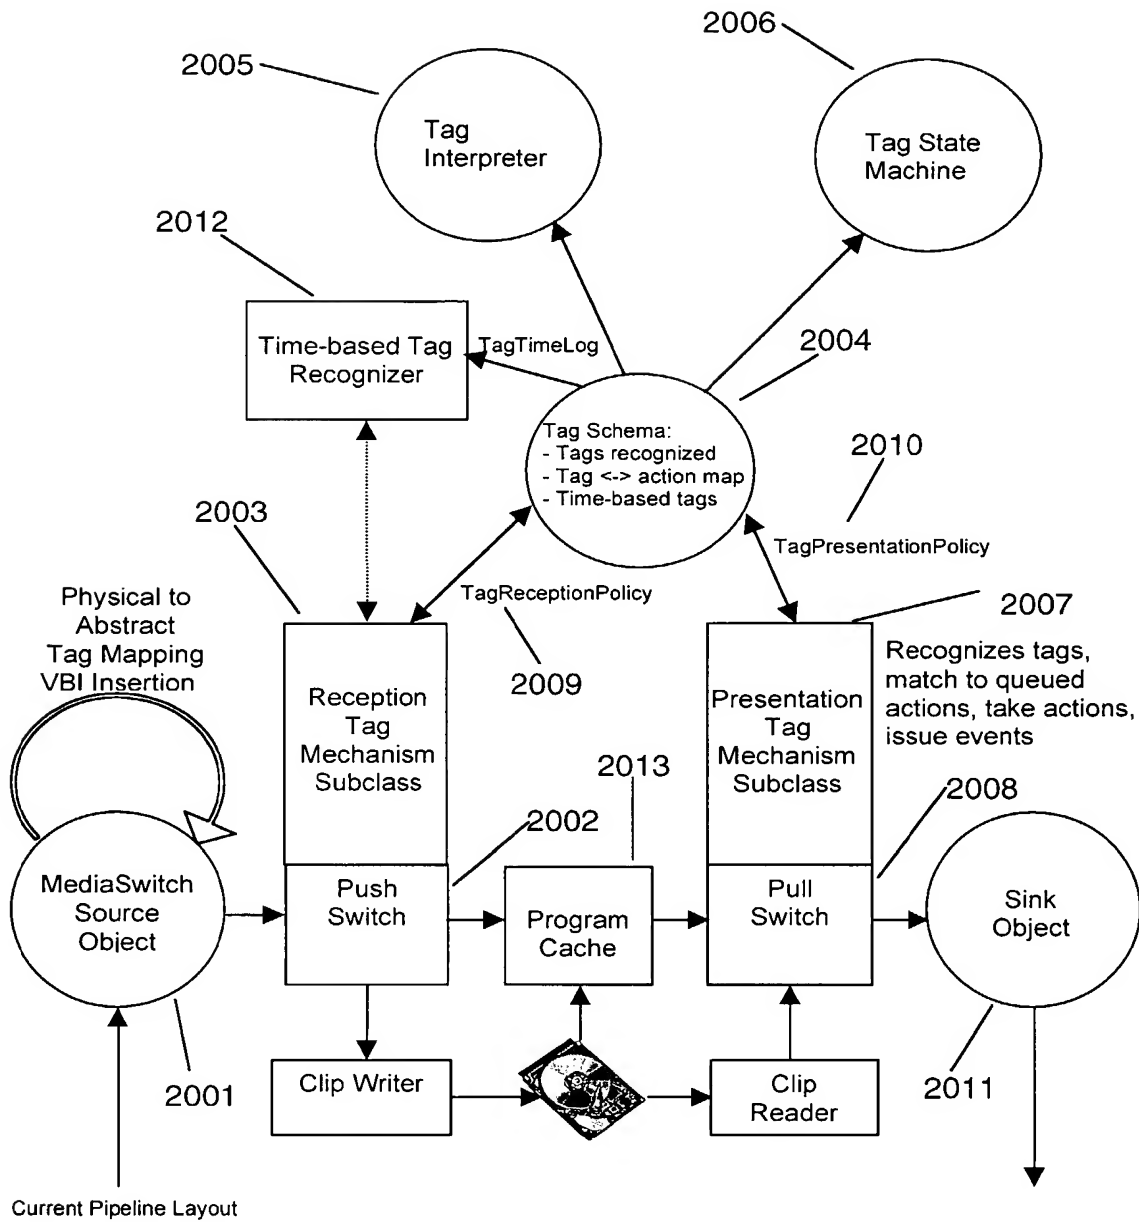 2006
2005
Tag
Interpreter
Tag State
Machine
2012
Time-based Tag
Recognizer
TagTimeLog
2004
Tag Schema:
- Tags recognized
- Tag <-> action map
- Time-based tags
2010
2003
TagPresentationPolicy
TagReceptionPolicy
Physical to
Abstract
Tag Mapping
VBI Insertion
2009
2007
Recognizes tags,
match to queued
actions, take actions,
issue events
Reception
Tag
Mechanism
Subclass
Presentation
Tag
Mechanism
Subclass
2013
2002
2008
MediaSwitch
Source
Object
Push
Switch
Program
Cache
Pull
Switch
Sink
Object
2001
Clip Writer
Clip
Reader
2011
Current Pipeline Layout